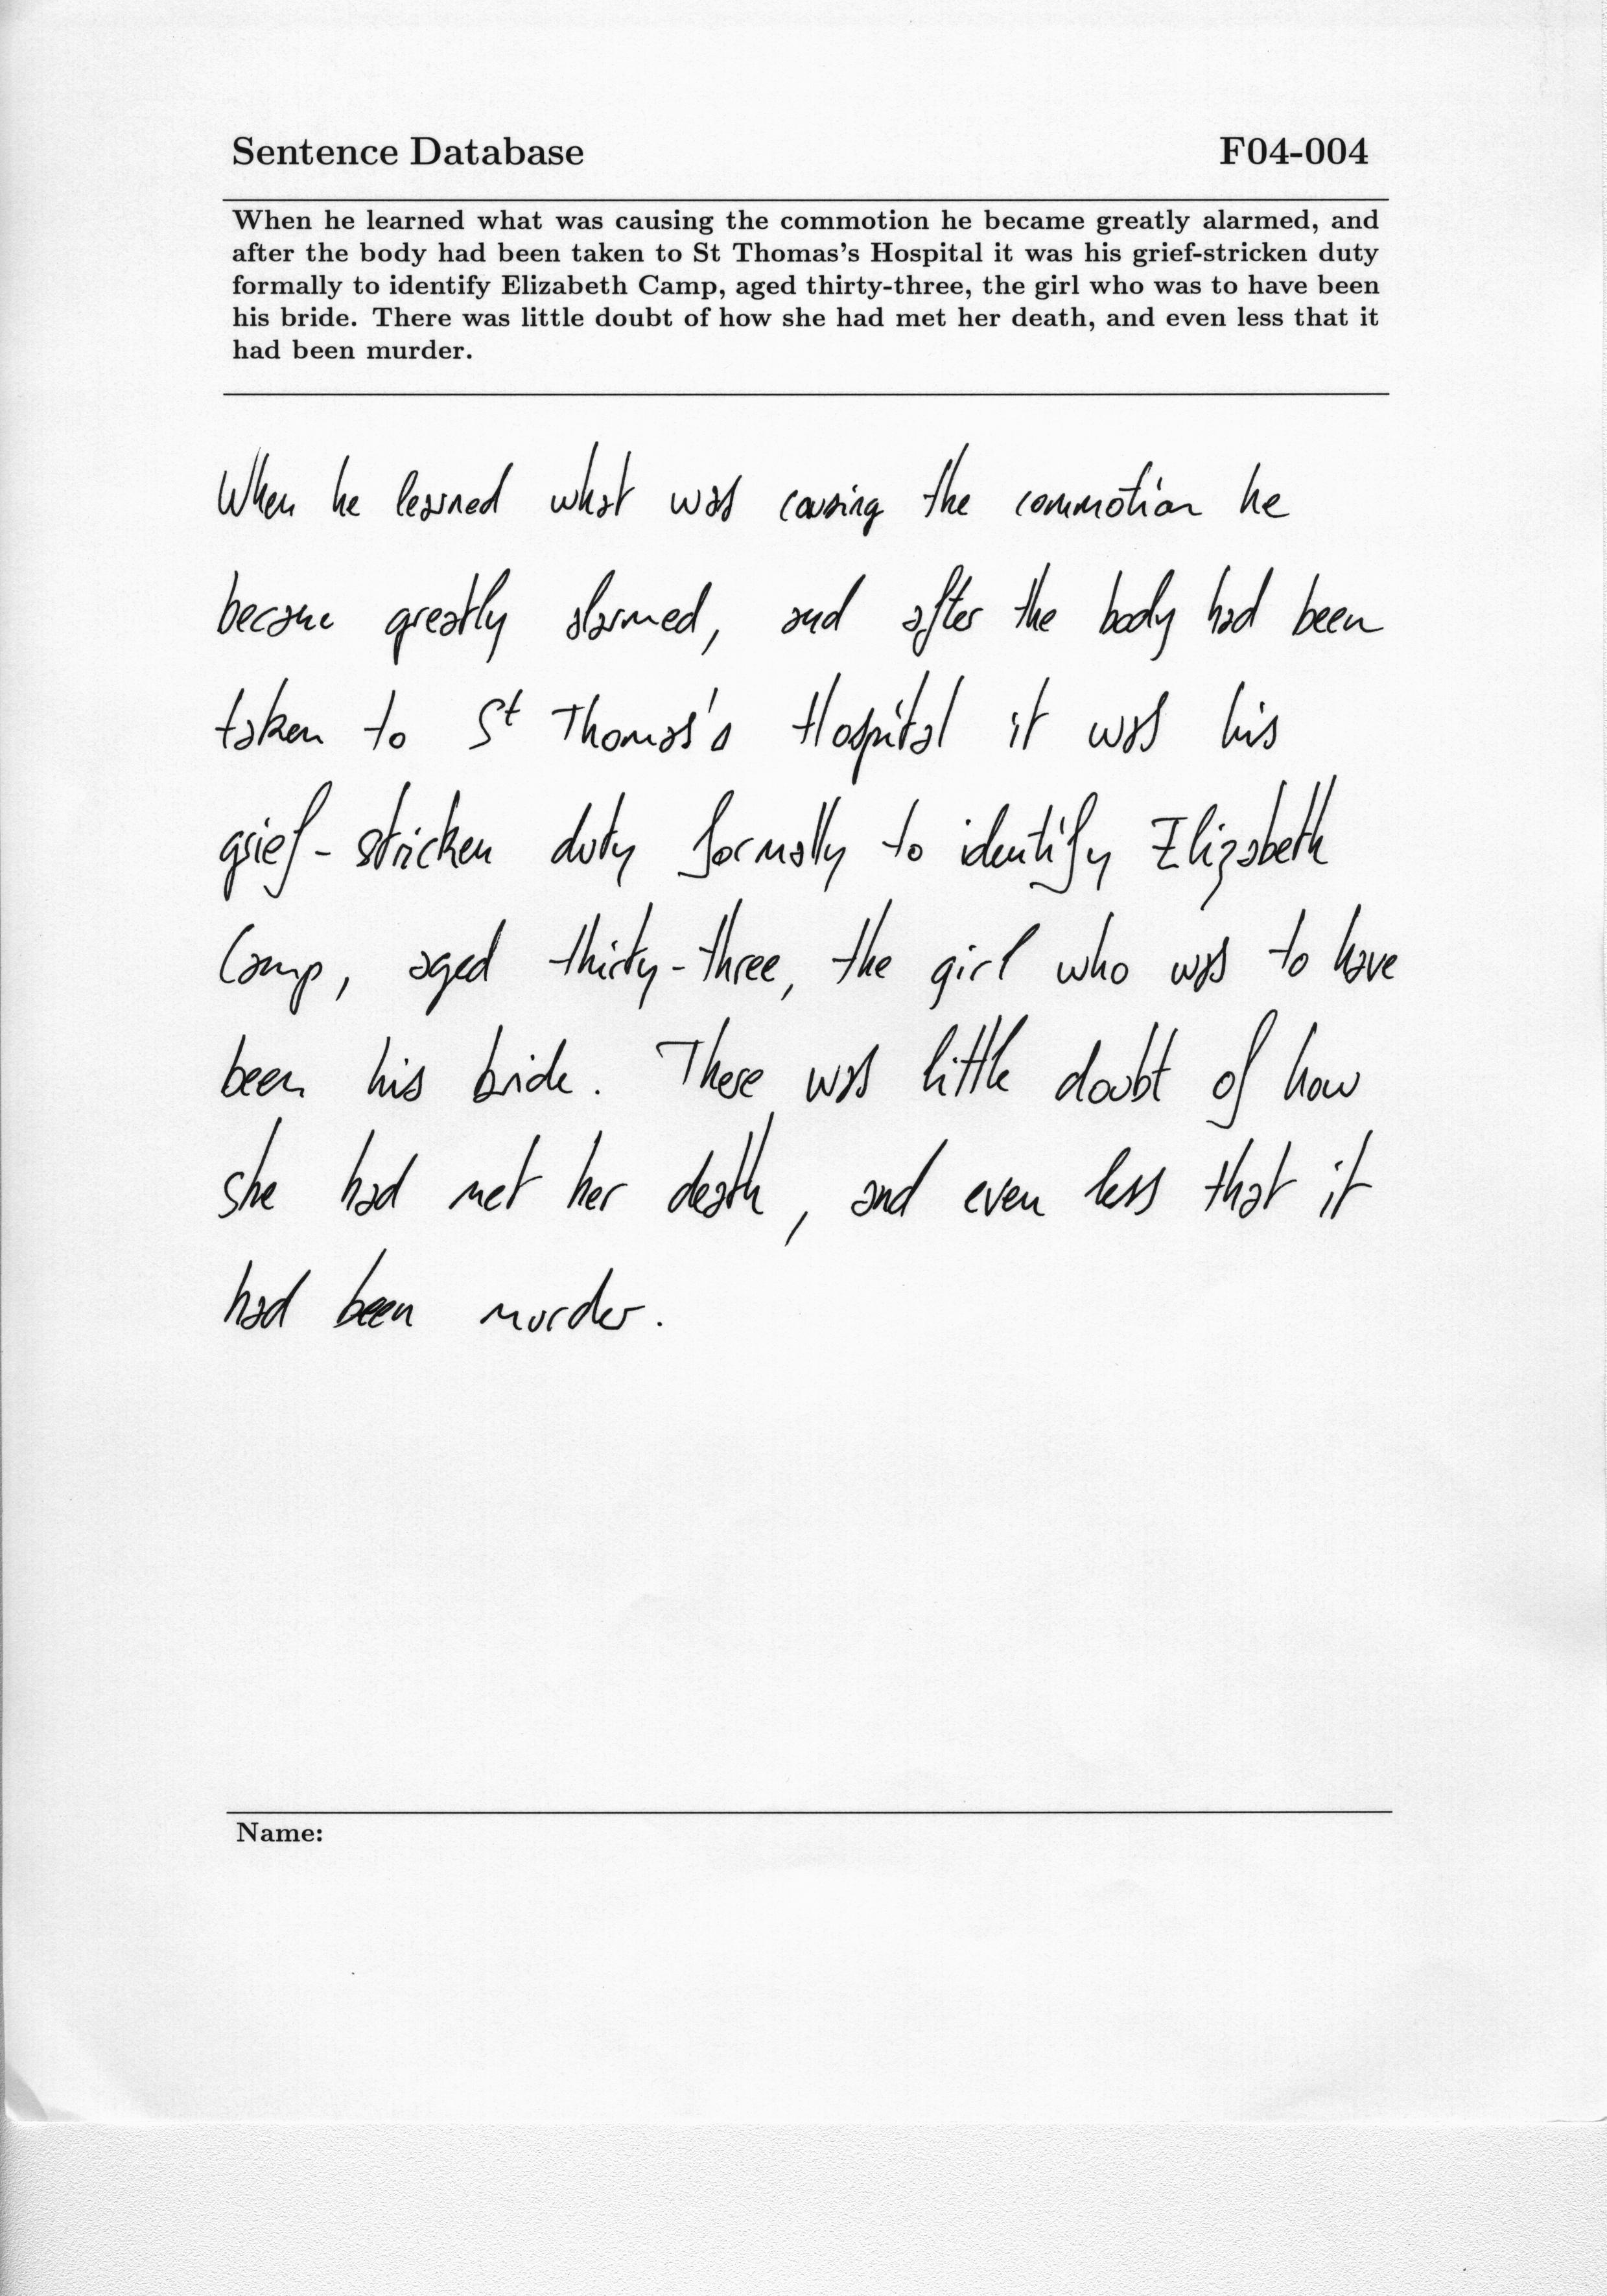 Sentence Database F04-004
When he learned what was causing the commotion he became greatly alarmed, and
after the body had been taken to St Thomas's Hospital it was his grief-stricken duty
formally to identify Elizabeth Camp, aged thirty-three, the girl who was to have been
his bride. There was little doubt of how she had met her death, and even less that it
had been murder.
When he learned what was causing the commotion he
became greatly alarmed, and after the body had been
taken to St Thomas's Hospital it was his
grief-stricken duty formally to identify Elizabeth
Camp, aged thirty-three, the girl who was to have
been his bride. There was little doubt of how
she had met her death, and even less that it
had been murder.
Name: